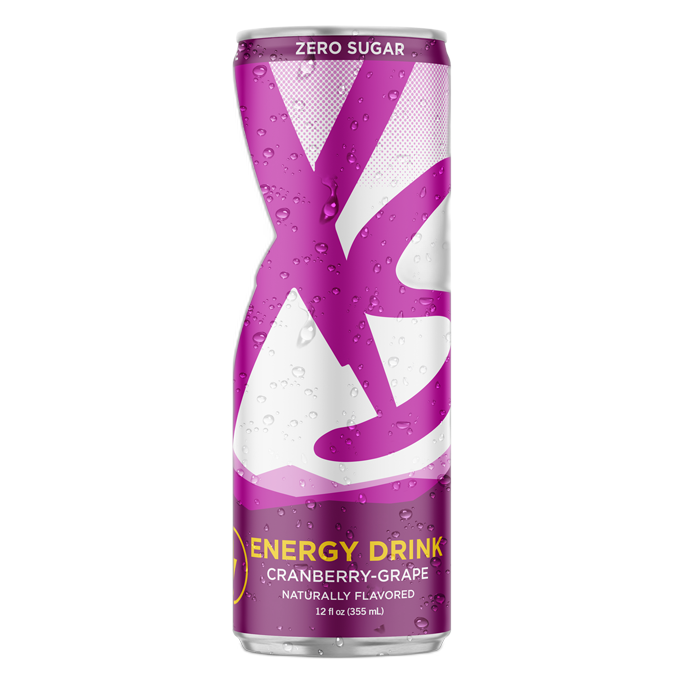 ZERO SUGAR
XS
ENERGY DRINK
CRANBERRY-GRAPE
NATURALLY FLAVORED
12 fl oz (355 mL)